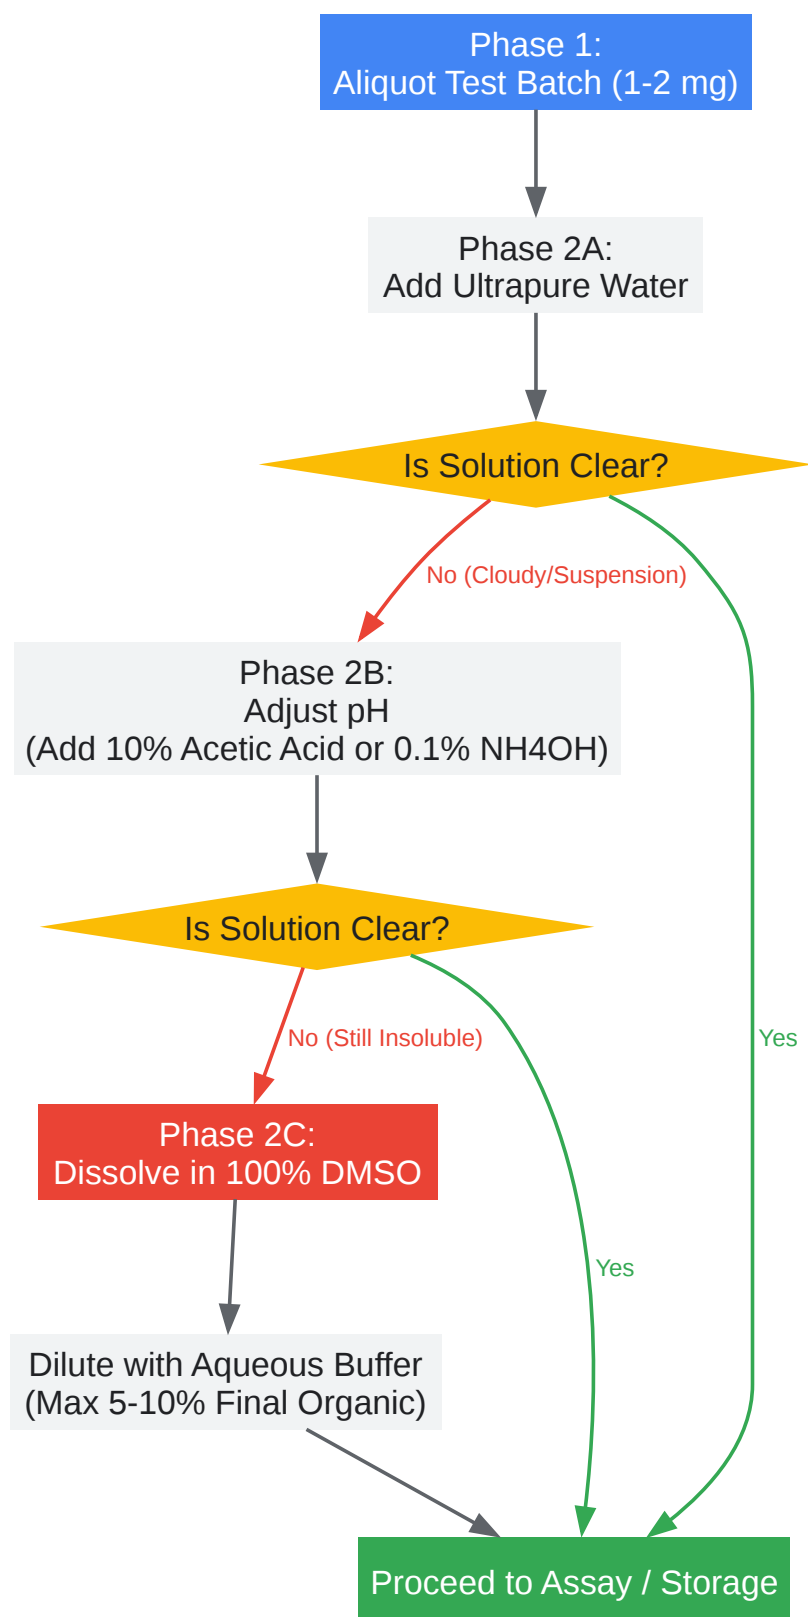 Phase 1:
Aliquot Test Batch (1-2 mg)
Phase 2A:
Add Ultrapure Water
Is Solution Clear?
No (Cloudy/Suspension)
Phase 2B:
Adjust pH
(Add 10% Acetic Acid or 0.1% NH4OH)
Is Solution Clear?
No (Still Insoluble)
Yes
Phase 2C:
Dissolve in 100% DMSO
Yes
Dilute with Aqueous Buffer
(Max 5-10% Final Organic)
Proceed to Assay / Storage